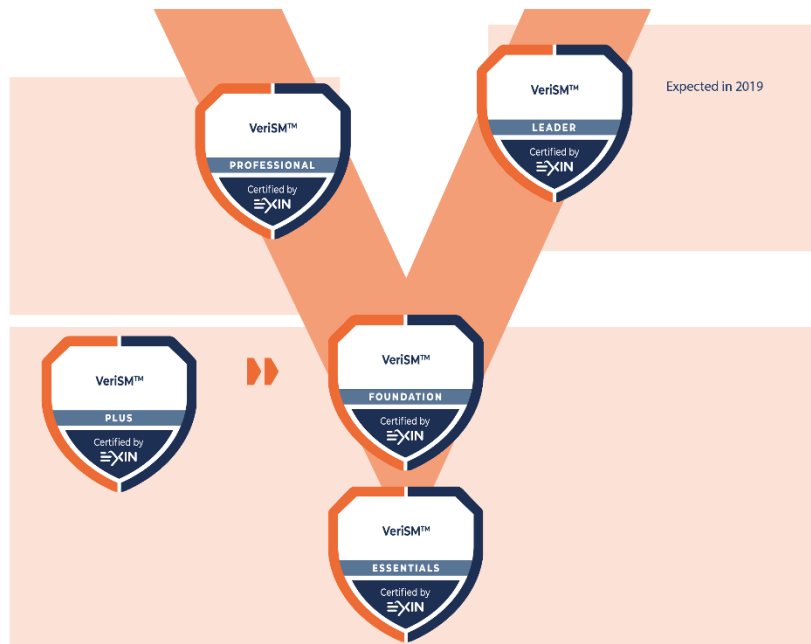 VeriSM™
LEADER
Certified by
EXIN
Expected in 2019
VeriSM™
PROFESSIONAL
Certified by
EXIN
VeriSM™
FOUNDATION
Certified by
EXIN
VeriSM™
PLUS
Certified by
EXIN
VeriSM™
ESSENTIALS
Certified by
EXIN